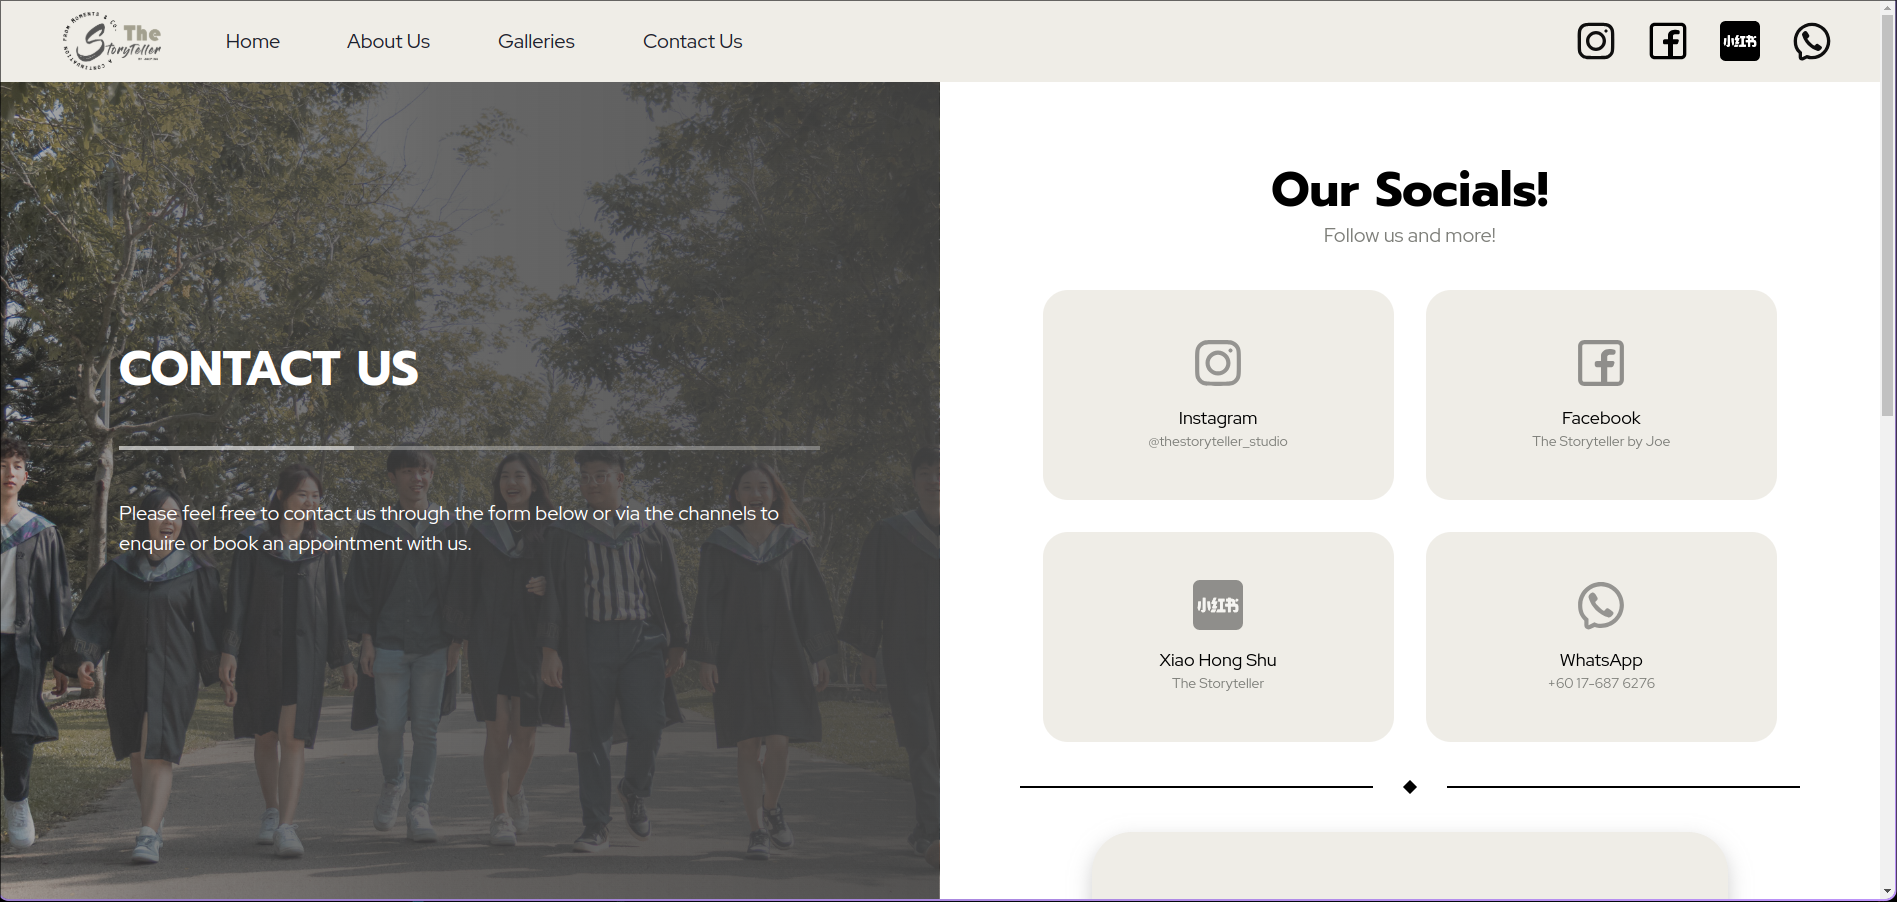 FROM MOMENTS & CO.
A CONTINUATION
The
StoryTeller
Home
About Us
Galleries
Contact Us
小红书
CONTACT US
Please feel free to contact us through the form below or via the channels to
enquire or book an appointment with us.
Our Socials!
Follow us and more!
Instagram
@thestoryteller_studio
Facebook
The Storyteller by Joe
小红书
Xiao Hong Shu
The Storyteller
WhatsApp
+60 17-687 6276